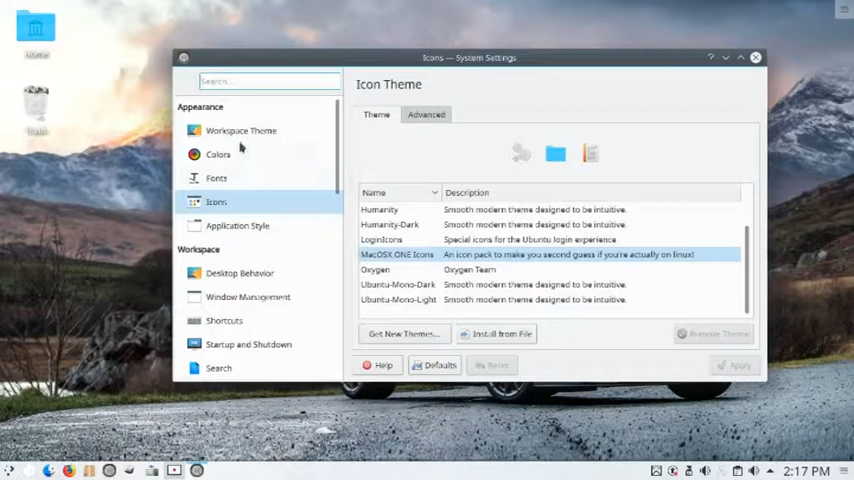 Home
Trash
Icons — System Settings
Search...
Appearance
Workspace Theme
Colors
Fonts
Icons
Application Style
Workspace
Desktop Behavior
Window Management
Shortcuts
Startup and Shutdown
Search
Icon Theme
Theme Advanced
Name Description
Humanity Smooth modern theme designed to be intuitive.
Humanity-Dark Smooth modern theme designed to be intuitive.
LoginIcons Special icons for the Ubuntu login experience
MacOSX ONE Icons An icon pack to make you second guess if you're actually on linux!
Oxygen Oxygen Team
Ubuntu-Mono-Dark Smooth modern theme designed to be intuitive.
Ubuntu-Mono-Light Smooth modern theme designed to be intuitive.
Get New Themes... Install from File Remove Theme
Help Defaults Reset Apply
2:17 PM